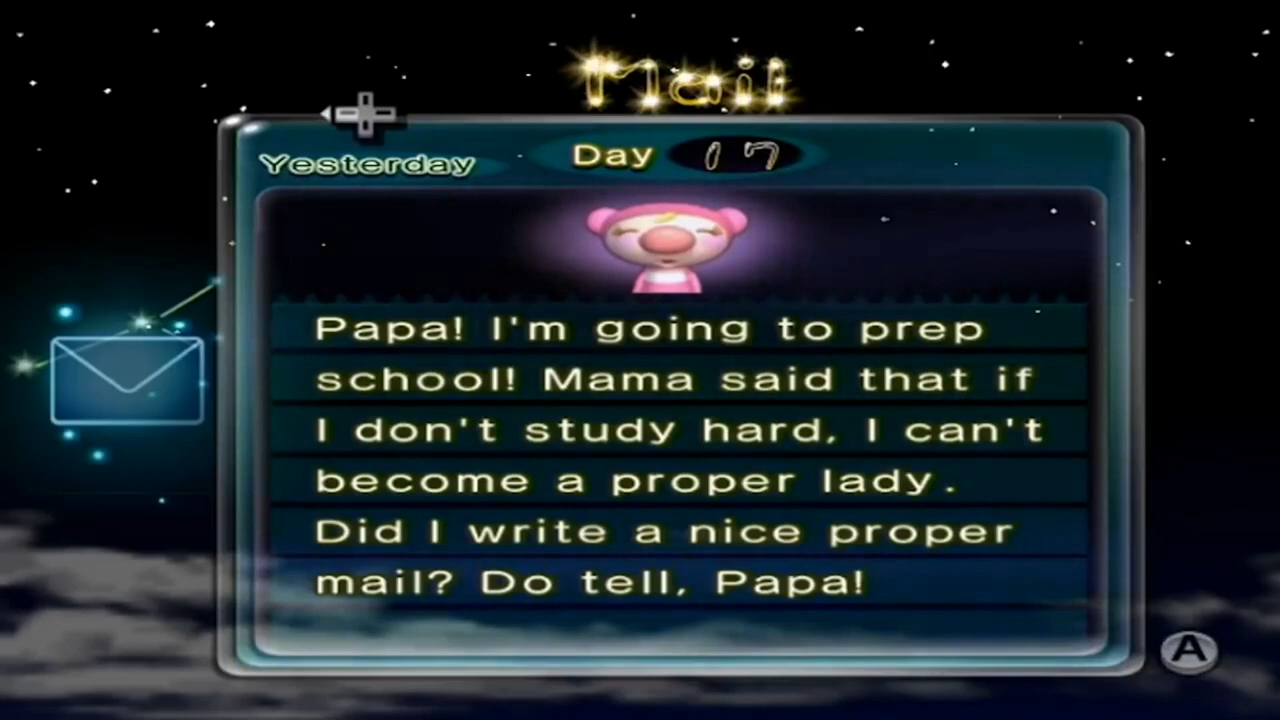 Mail
Yesterday
Day 17
Papa! I'm going to prep
school! Mama said that if
I don't study hard, I can't
become a proper lady.
Did I write a nice proper
mail? Do tell, Papa!
A